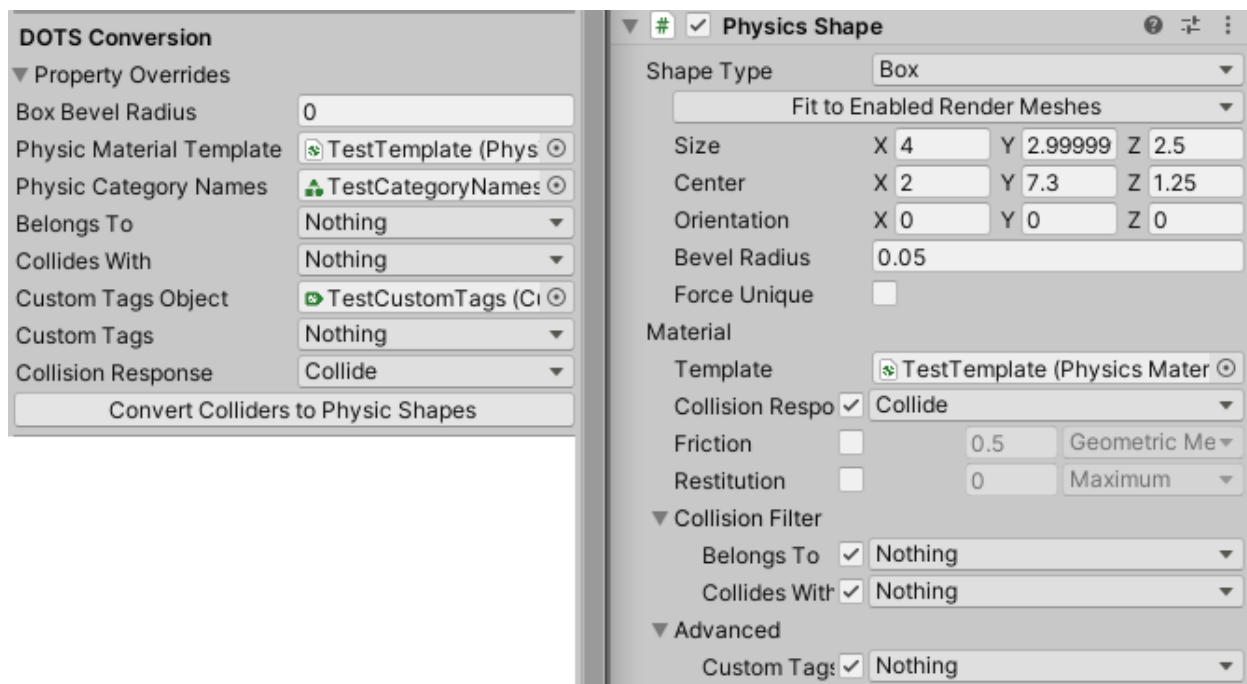 DOTS Conversion
Property Overrides
Box Bevel Radius 0
Physic Material Template TestTemplate (Phys
Physic Category Names TestCategoryNames
Belongs To Nothing
Collides With Nothing
Custom Tags Object TestCustomTags (Cu
Custom Tags Nothing
Collision Response Collide
Convert Colliders to Physic Shapes
# Physics Shape
Shape Type Box
Fit to Enabled Render Meshes
Size X 4 Y 2.99999 Z 2.5
Center X 2 Y 7.3 Z 1.25
Orientation X 0 Y 0 Z 0
Bevel Radius 0.05
Force Unique
Material
Template TestTemplate (Physics Mater
Collision Respo Collide
Friction 0.5 Geometric Me
Restitution 0 Maximum
Collision Filter
Belongs To Nothing
Collides With Nothing
Advanced
Custom Tags Nothing